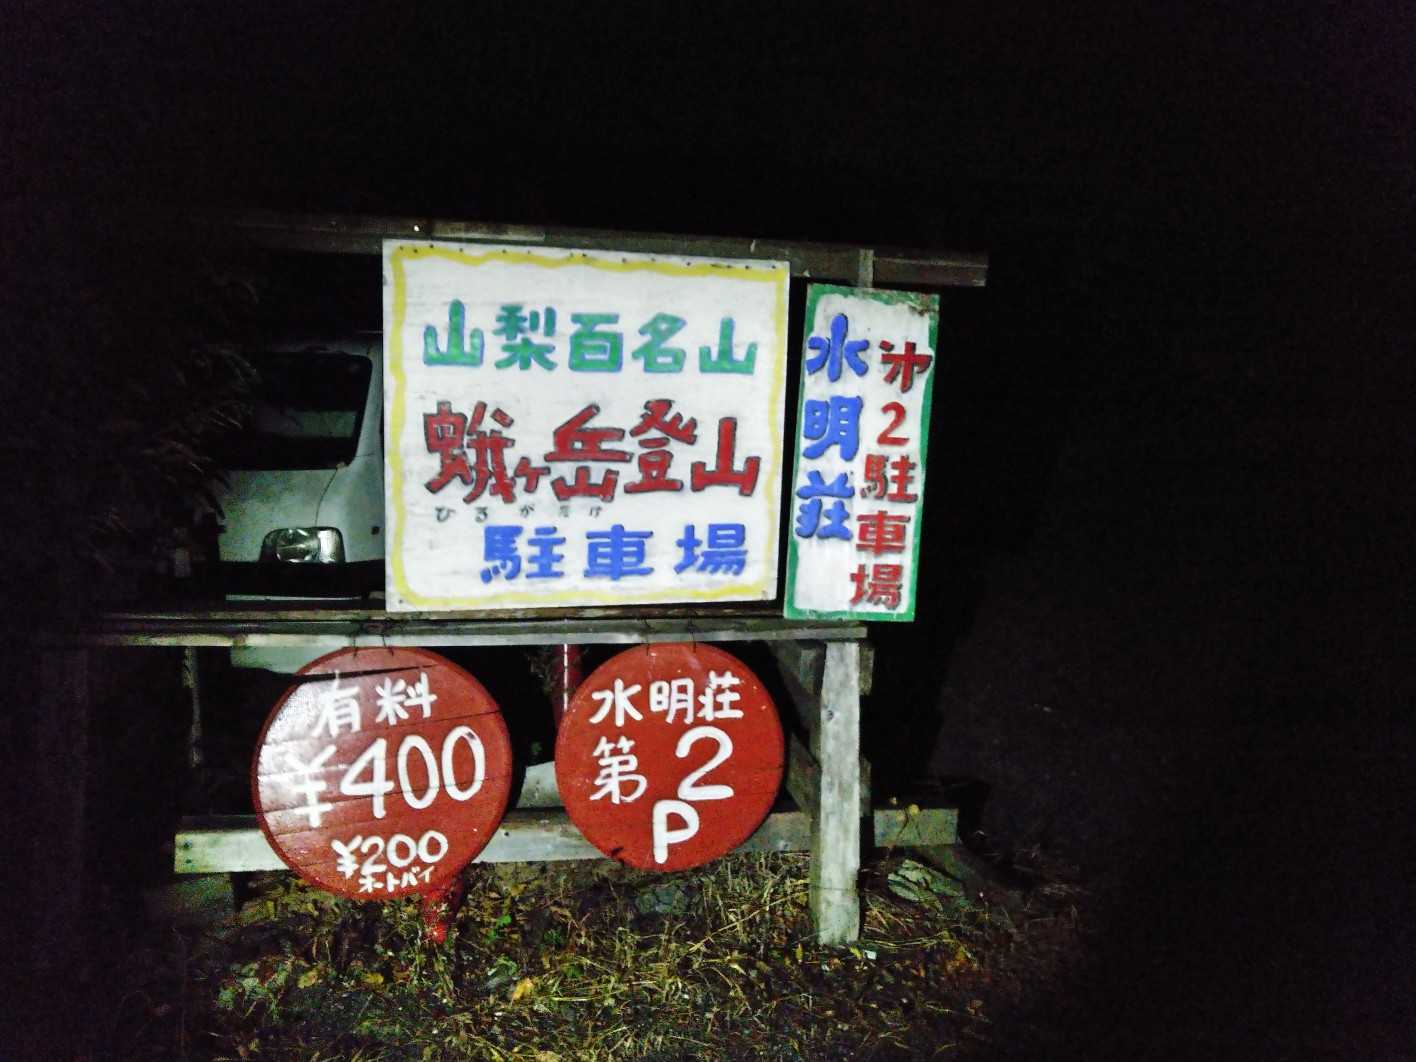 山梨百名山
蛾ヶ岳登山
ひるがたけ
駐車場
水明荘
㐧2駐車場
有料
¥400
¥200
オートバイ
水明荘
第2
P